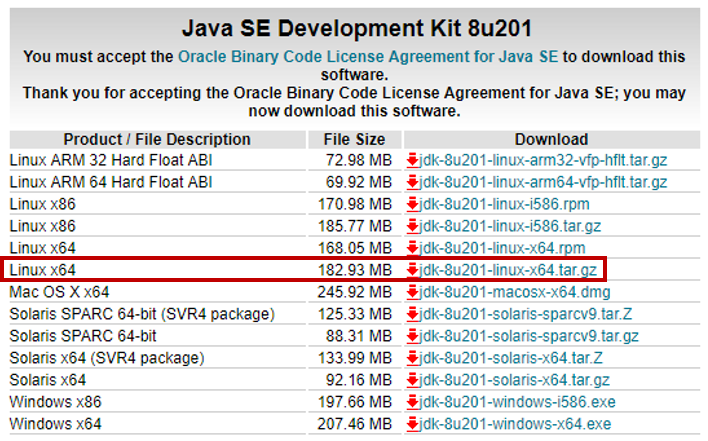 Java SE Development Kit 8u201
You must accept the Oracle Binary Code License Agreement for Java SE to download this
software.
Thank you for accepting the Oracle Binary Code License Agreement for Java SE; you may
now download this software.
Product / File Description File Size Download
Linux ARM 32 Hard Float ABI 72.98 MB jdk-8u201-linux-arm32-vfp-hflt.tar.gz
Linux ARM 64 Hard Float ABI 69.92 MB jdk-8u201-linux-arm64-vfp-hflt.tar.gz
Linux x86 170.98 MB jdk-8u201-linux-i586.rpm
Linux x86 185.77 MB jdk-8u201-linux-i586.tar.gz
Linux x64 168.05 MB jdk-8u201-linux-x64.rpm
Linux x64 182.93 MB jdk-8u201-linux-x64.tar.gz
Mac OS X x64 245.92 MB jdk-8u201-macosx-x64.dmg
Solaris SPARC 64-bit (SVR4 package) 125.33 MB jdk-8u201-solaris-sparcv9.tar.Z
Solaris SPARC 64-bit 88.31 MB jdk-8u201-solaris-sparcv9.tar.gz
Solaris x64 (SVR4 package) 133.99 MB jdk-8u201-solaris-x64.tar.Z
Solaris x64 92.16 MB jdk-8u201-solaris-x64.tar.gz
Windows x86 197.66 MB jdk-8u201-windows-i586.exe
Windows x64 207.46 MB jdk-8u201-windows-x64.exe